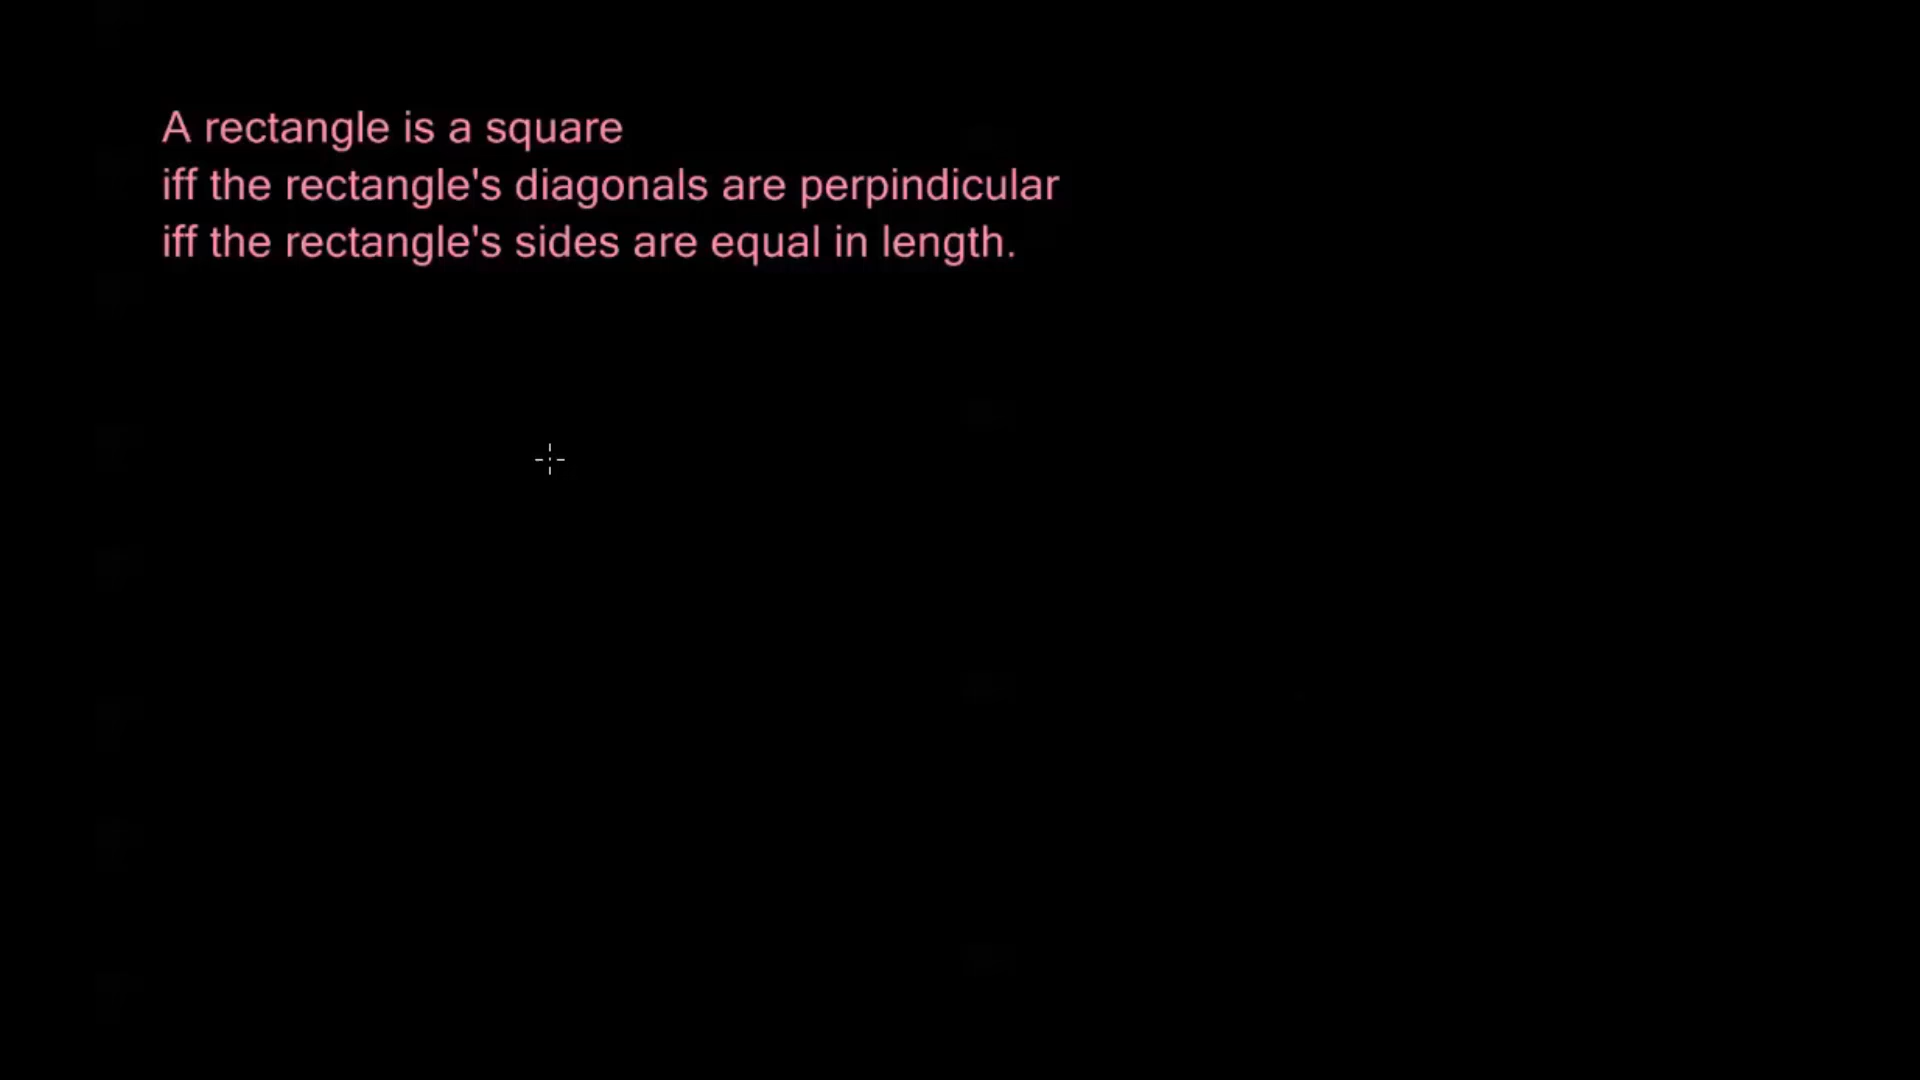 A rectangle is a square
iff the rectangle's diagonals are perpindicular
iff the rectangle's sides are equal in length.